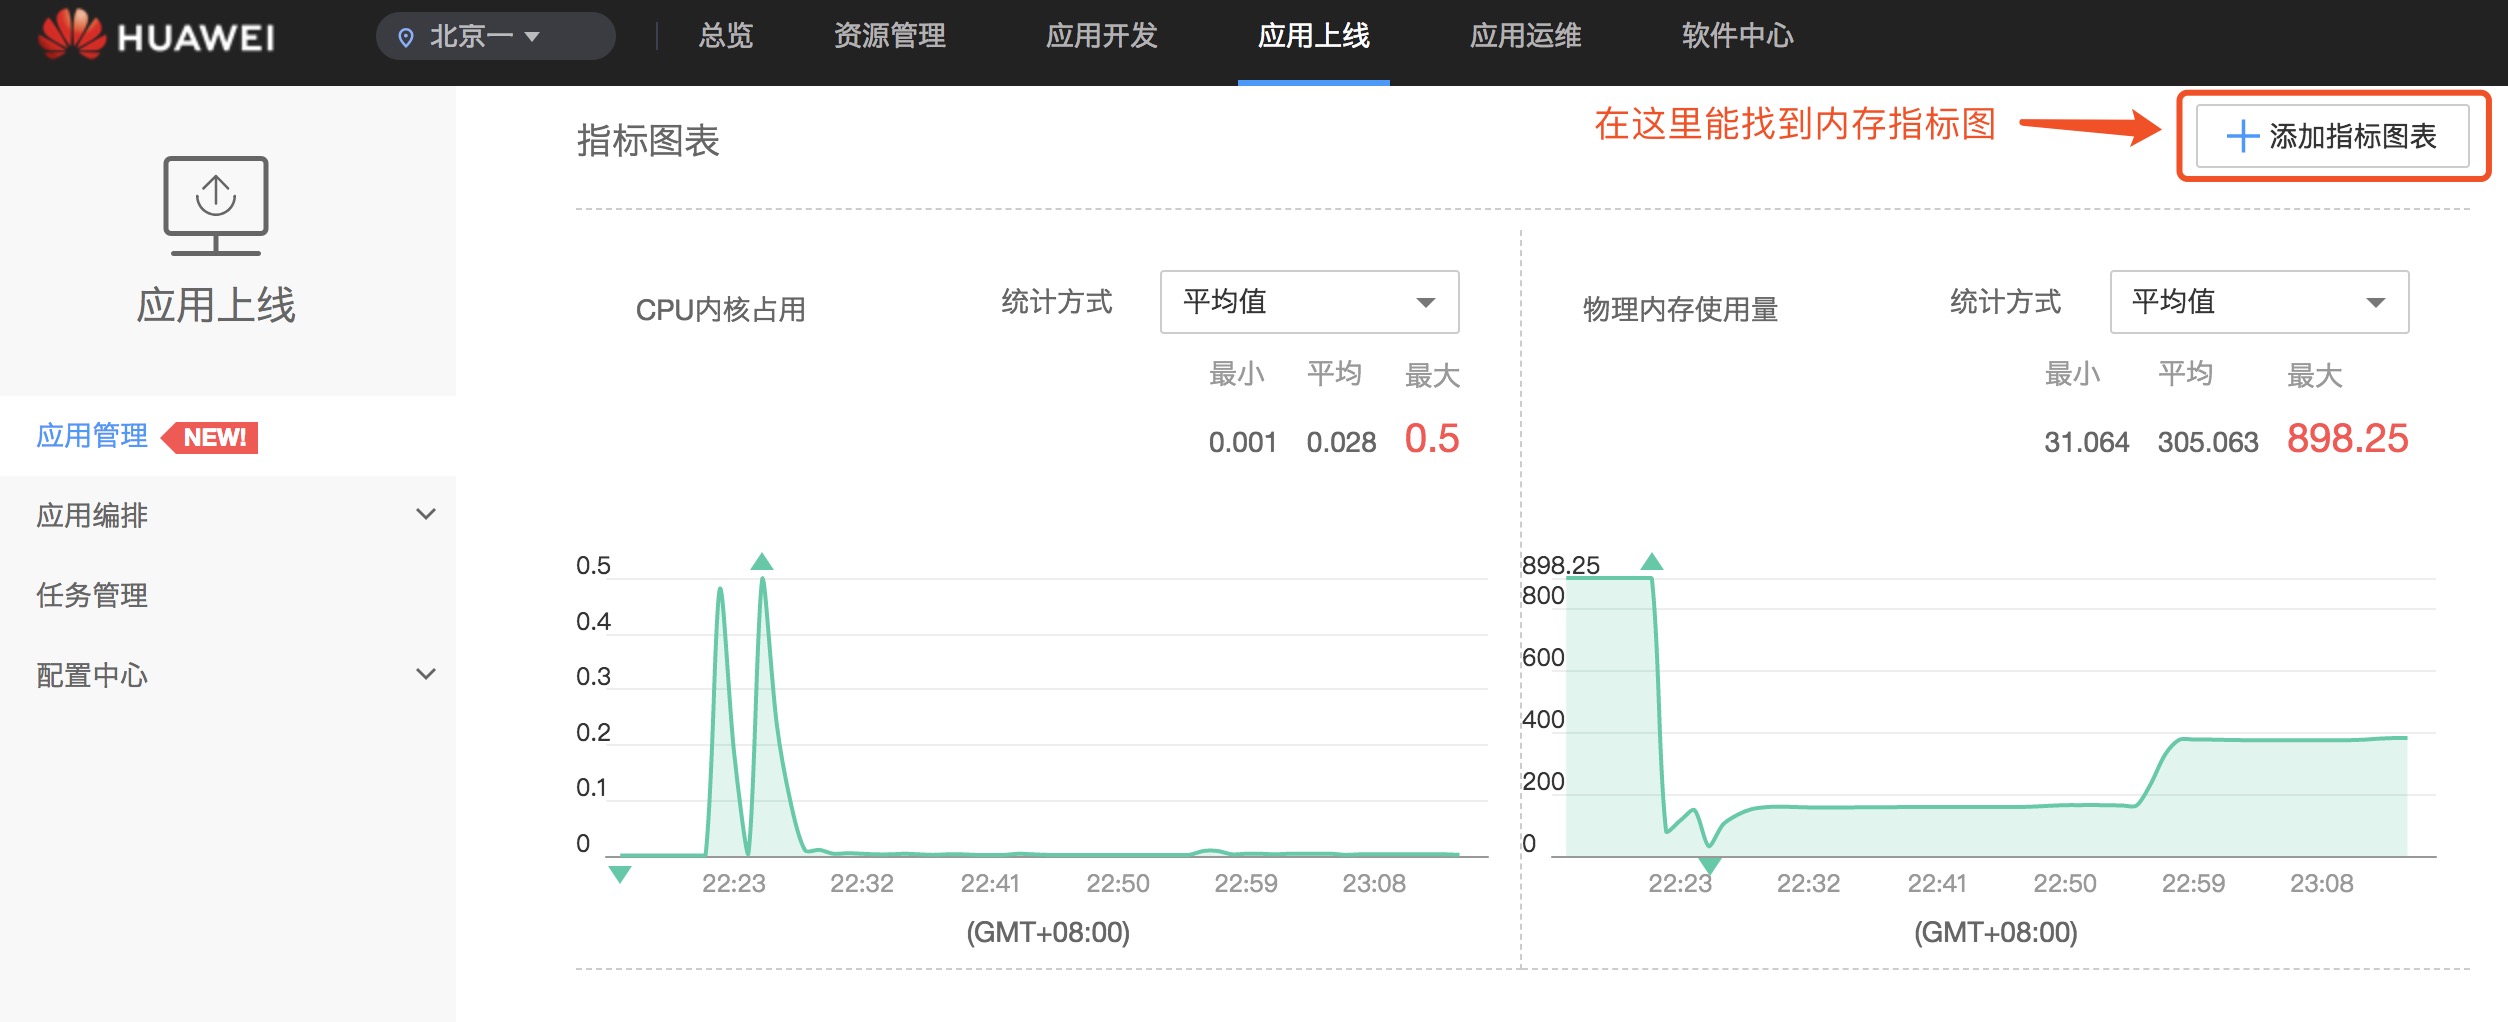 HUAWEI 北京一 总览 资源管理 应用开发 应用上线 应用运维 软件中心
应用上线
应用管理 NEW!
应用编排
任务管理
配置中心
指标图表
在这里能找到内存指标图
添加指标图表
CPU内核占用 统计方式 平均值
最小 平均 最大
0.001 0.028 0.5
0.5
0.4
0.3
0.2
0.1
0
22:23 22:32 22:41 22:50 22:59 23:08
(GMT+08:00)
物理内存使用量 统计方式 平均值
最小 平均 最大
31.064 305.063 898.25
898.25
800
600
400
200
0
22:23 22:32 22:41 22:50 22:59 23:08
(GMT+08:00)